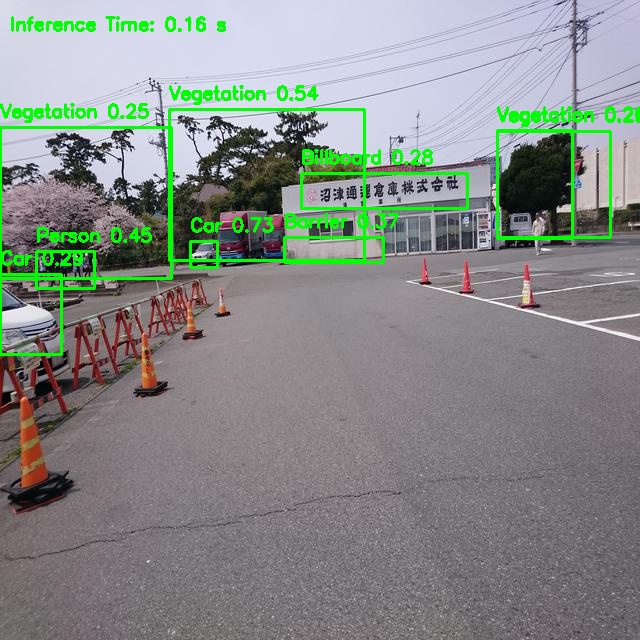 Inference Time: 0.16 s
Vegetation 0.54
Vegetation 0.25
Vegetation 0.28
Billboard 0.28
沼津通運倉庫株式会社
Car 0.73
Barrier 0.37
Person 0.45
Car 0.29